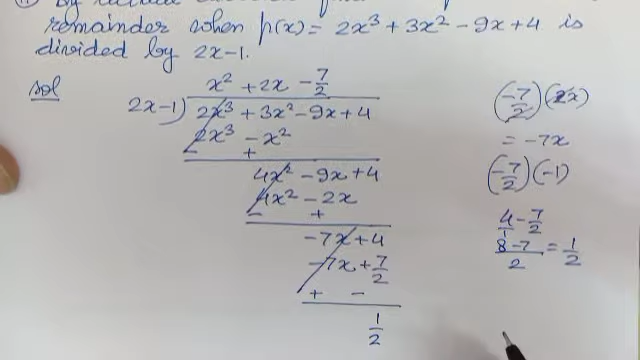 remainder when p(x) = 2x³ + 3x² - 9x + 4 is
divided by 2x-1.
Sol
x² + 2x - 7/2
2x-1) 2x³ + 3x² - 9x + 4
2x³ - x²
- +
4x² - 9x + 4
4x² - 2x
- +
-7x + 4
-7x + 7/2
+ -
1/2
(-7/2)(2x)
= -7x
(-7/2)(-1)
4/1 - 7/2
8-7/2 = 1/2